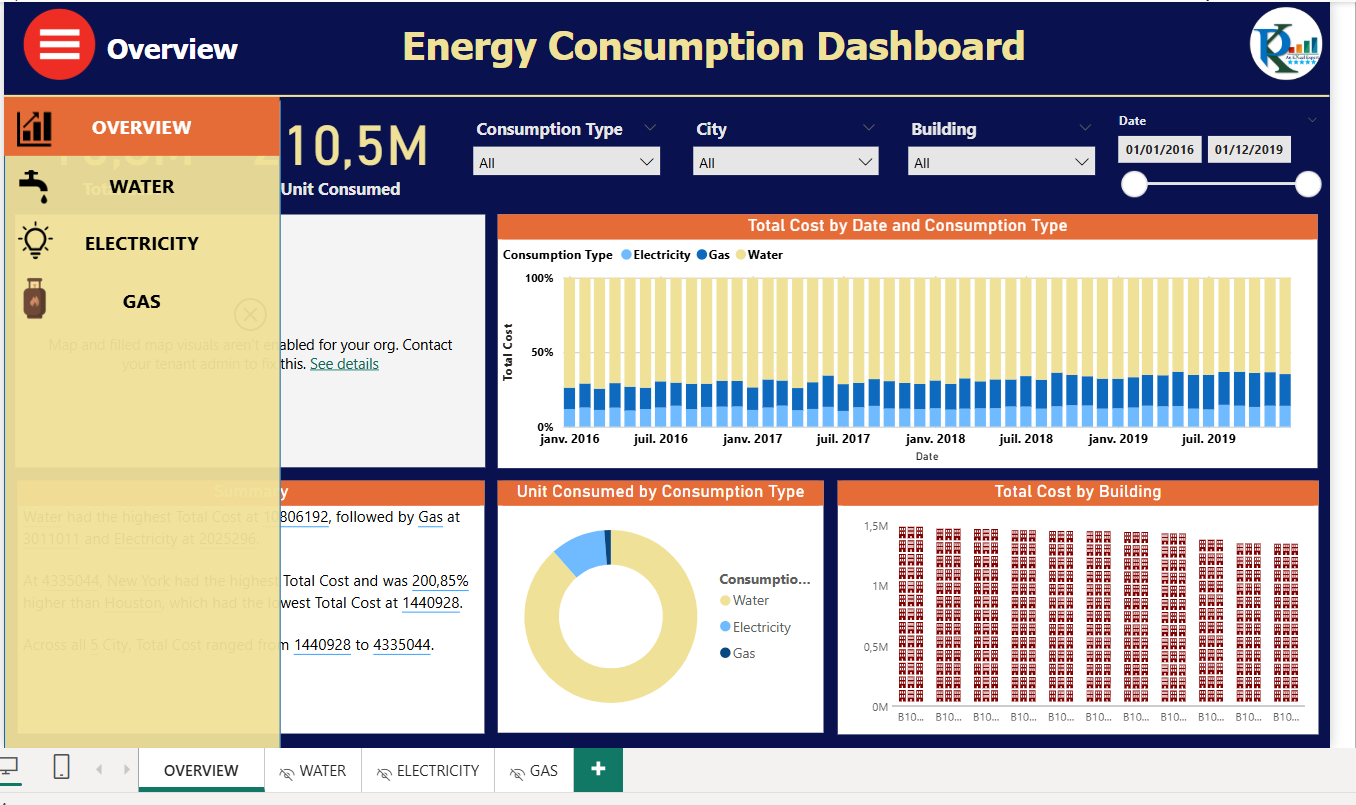 Overview
Energy Consumption Dashboard
OVERVIEW
WATER
ELECTRICITY
GAS
210,5M
Unit Consumed
Consumption Type
All
City
All
Building
All
Date
01/01/2016
01/12/2019
Map and filled map visuals aren't enabled for your org. Contact
your tenant admin to fix this. See details
Total Cost by Date and Consumption Type
Consumption Type Electricity Gas Water
Total Cost
100%
50%
0%
janv. 2016 juil. 2016 janv. 2017 juil. 2017 janv. 2018 juil. 2018 janv. 2019 juil. 2019
Date
Summary
Water had the highest Total Cost at 10806192, followed by Gas at
3011011 and Electricity at 2025296.
At 4335044, New York had the highest Total Cost and was 200,85%
higher than Houston, which had the lowest Total Cost at 1440928.
Across all 5 City, Total Cost ranged from 1440928 to 4335044.
Unit Consumed by Consumption Type
Consumptio...
Water
Electricity
Gas
Total Cost by Building
1,5M
1M
0,5M
0M
B10... B10... B10... B10... B10... B10... B10... B10... B10... B10... B10...
OVERVIEW
WATER
ELECTRICITY
GAS
+